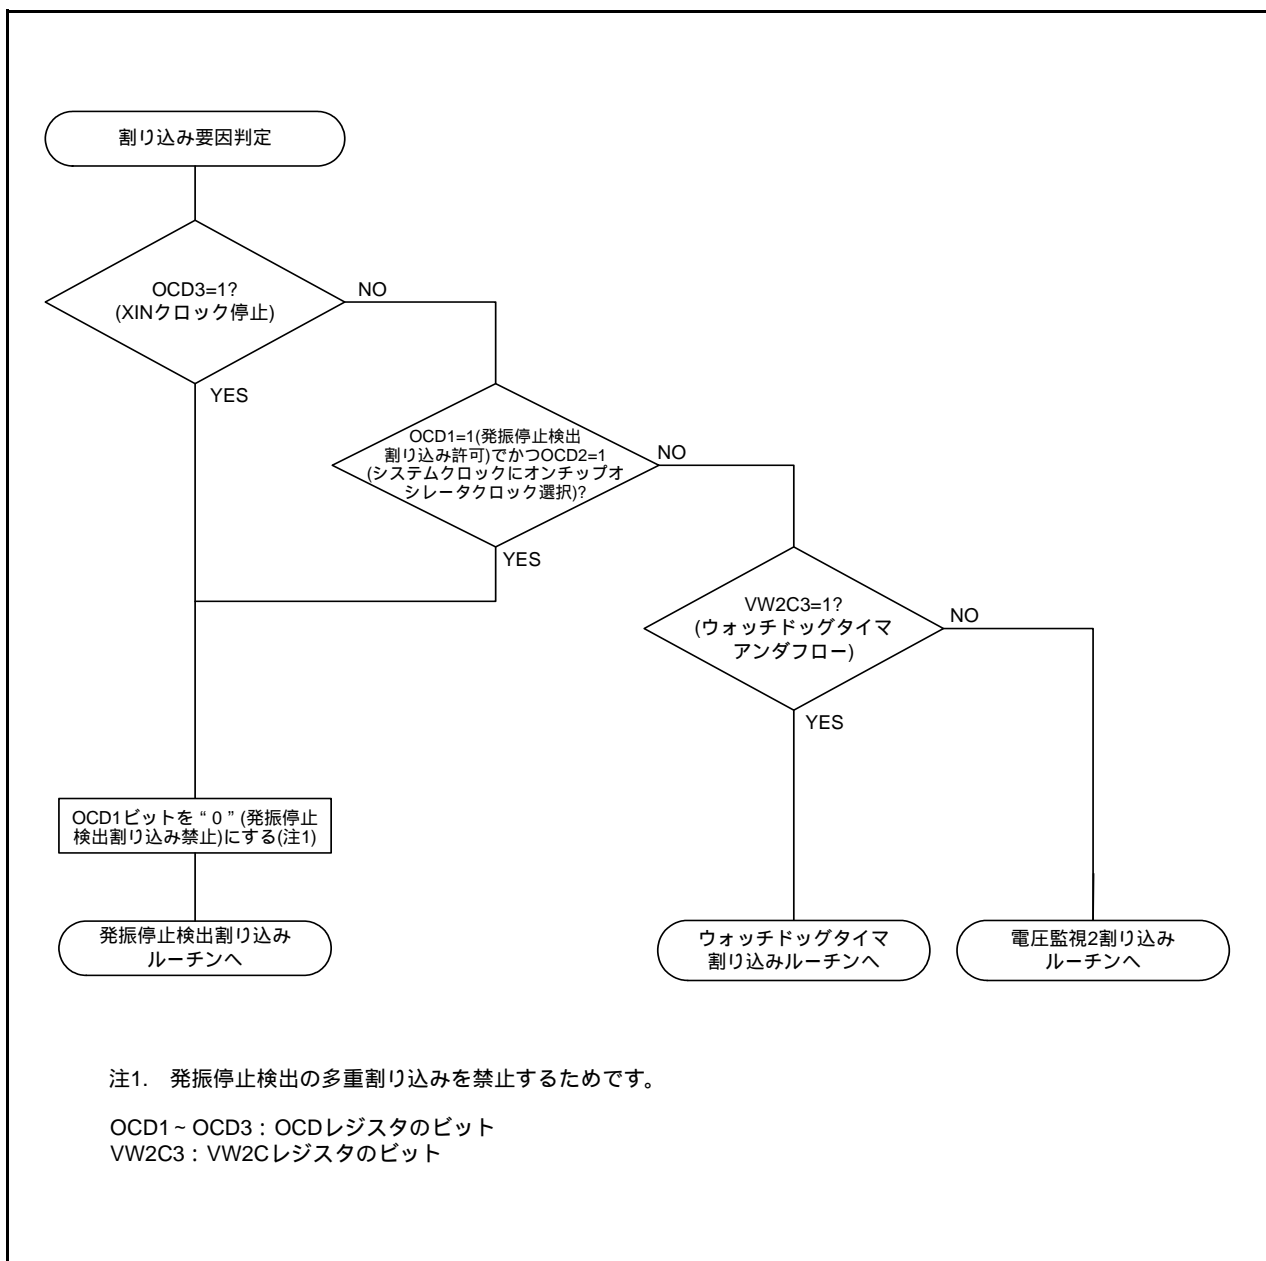 割り込み要因判定
OCD3=1?
(XINクロック停止)
NO
YES
OCD1=1(発振停止検出
割り込み許可)でかつOCD2=1
(システムクロックにオンチップオ
シレータクロック選択)?
NO
YES
VW2C3=1?
(ウォッチドッグタイマ
アンダフロー)
NO
YES
OCD1ビットを“0”(発振停止
検出割り込み禁止)にする(注1)
発振停止検出割り込み
ルーチンへ
ウォッチドッグタイマ
割り込みルーチンへ
電圧監視2割り込み
ルーチンへ
注1. 発振停止検出の多重割り込みを禁止するためです。
OCD1~OCD3：OCDレジスタのビット
VW2C3：VW2Cレジスタのビット